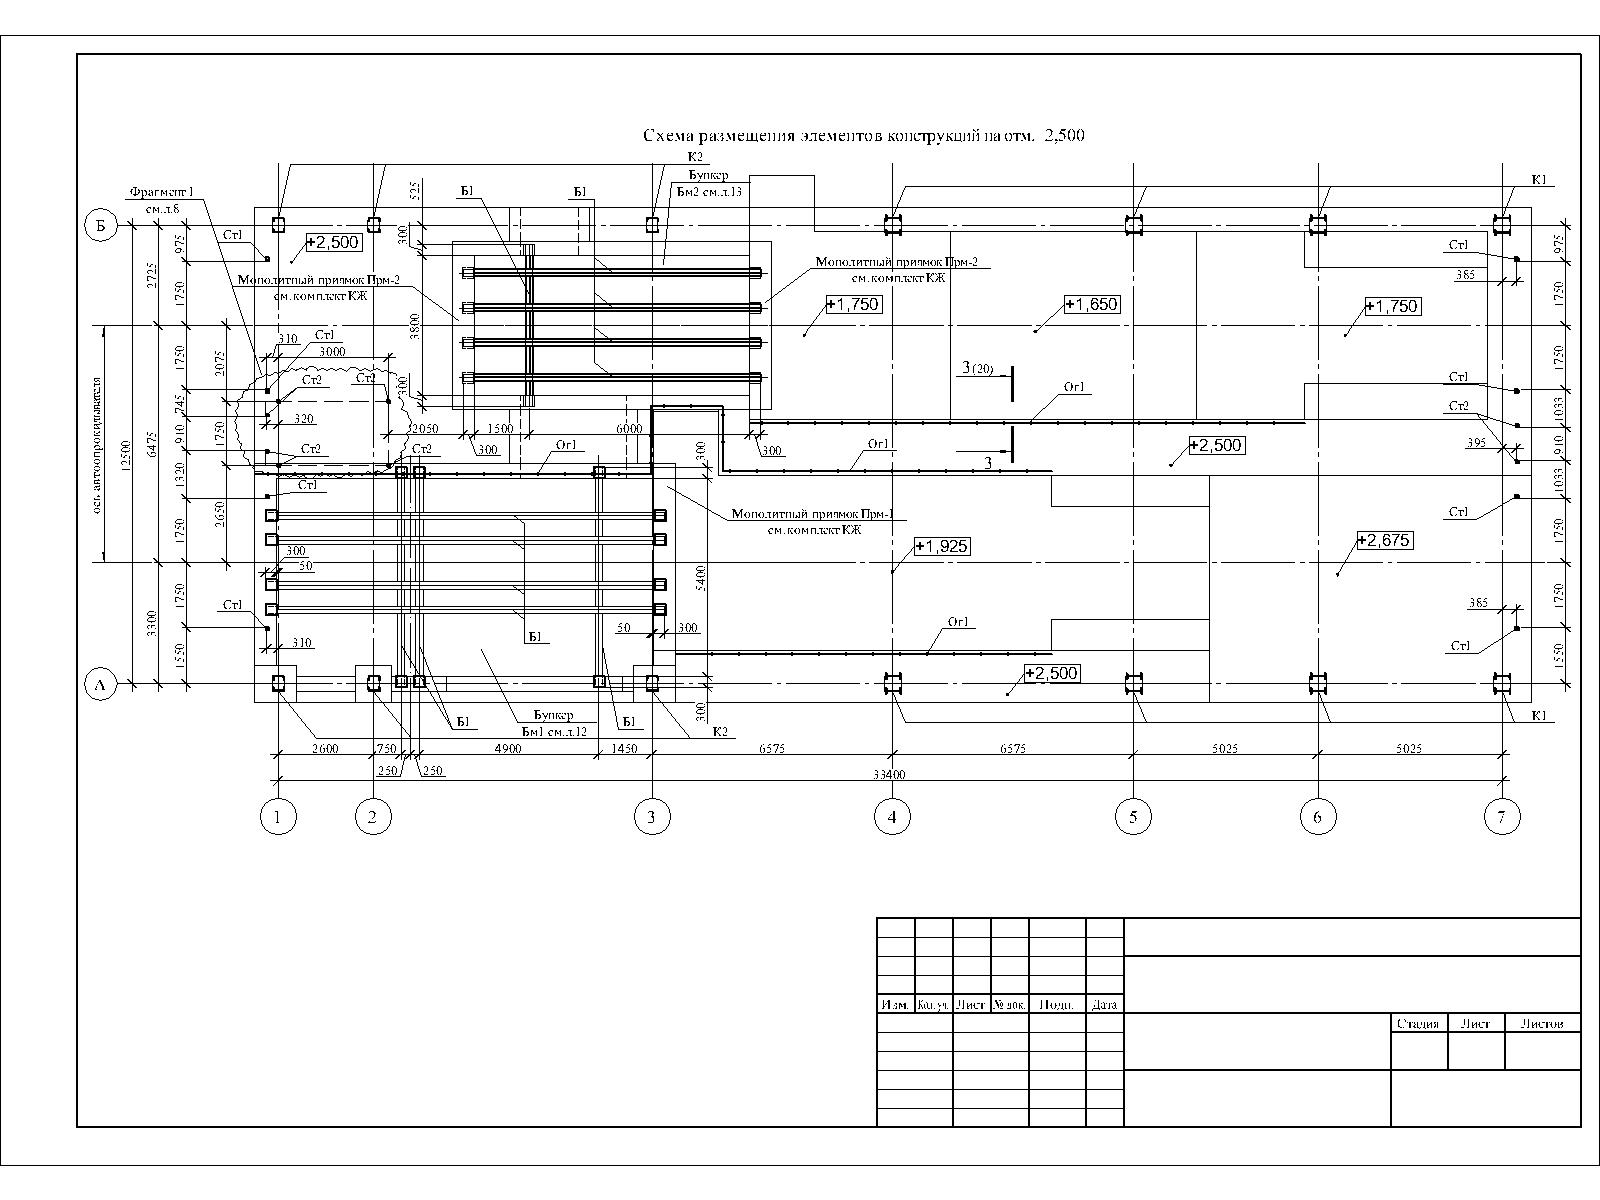 Схема размещения элементов конструкций на отм. 2,500
К2
Фрагмент 1
см.л.8
Б1
Б1
Бункер
Бм2 см.л.13
К1
525
Б
Ст1
+2,500
300
975
2725
1750
Монолитный приямок Прм-2
см. комплект КЖ
Монолитный приямок Прм-2
см. комплект КЖ
+1,750
+1,650
+1,750
Ст1
385
975
1750
3800
310
Ст1
3000
1750
2075
Ст2
Ст2
300
3(20)
Ог1
Ст1
Ст2
1750
1033
745
320
ось автоопрокидывателя
12500
6475
910
1750
2050
1500
6000
300
300
300
Ст2
Ст2
Ог1
Ог1
3
+2,500
395
910
1320
Ст1
1033
Ст1
2650
1750
Монолитный приямок Прм-1
см. комплект КЖ
+1,925
+2,675
1750
300
50
5400
3300
1750
Ст1
385
1750
310
50
300
Б1
Ог1
Ст1
1550
1550
А
+2,500
300
Б1
Бункер
Бм1 см.л.12
Б1
К2
К1
2600
750
4900
1450
6575
6575
5025
5025
250
250
33400
1
2
3
4
5
6
7
Изм.
Кол.уч.
Лист
№ док.
Подп.
Дата
Стадия
Лист
Листов